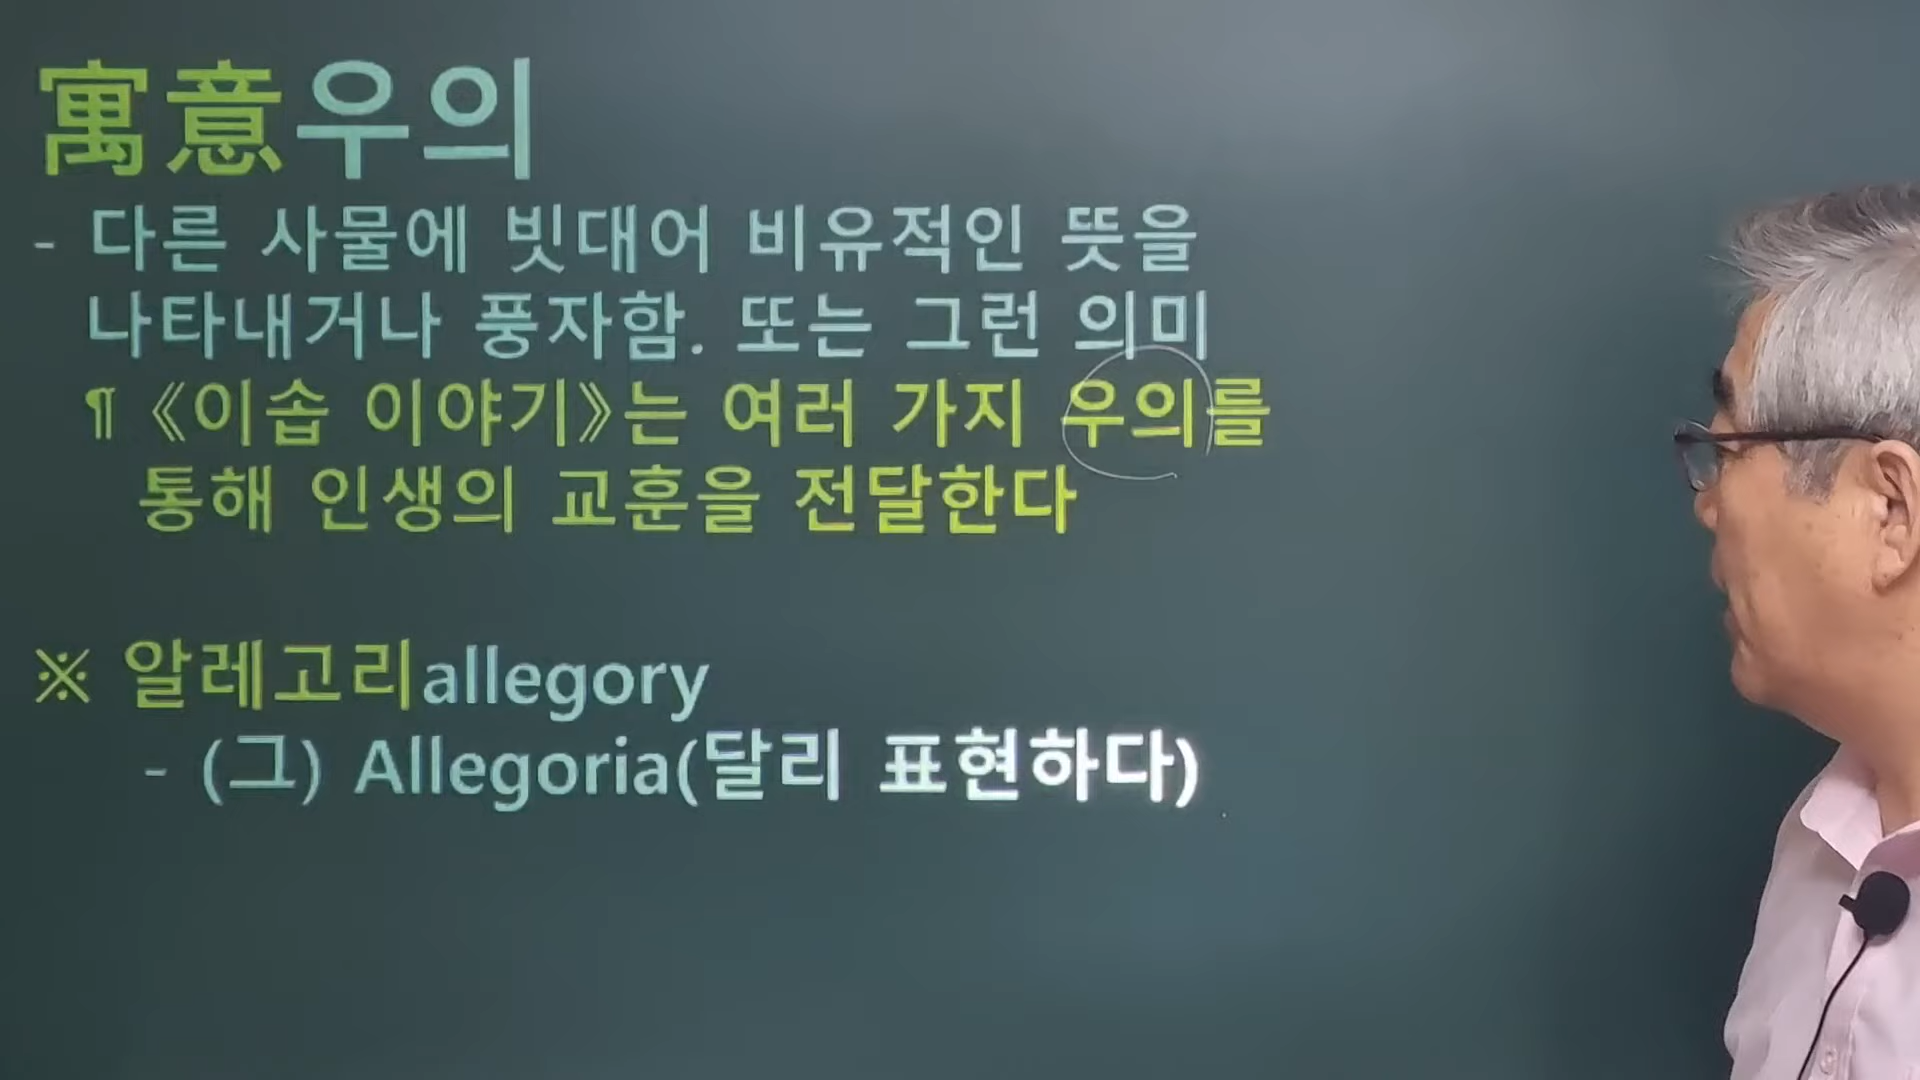 寓意우의
- 다른 사물에 빗대어 비유적인 뜻을
나타내거나 풍자함. 또는 그런 의미
¶ 《이솝 이야기》는 여러 가지 우의를
통해 인생의 교훈을 전달한다
※ 알레고리allegory
- (그) Allegoria(달리 표현하다)